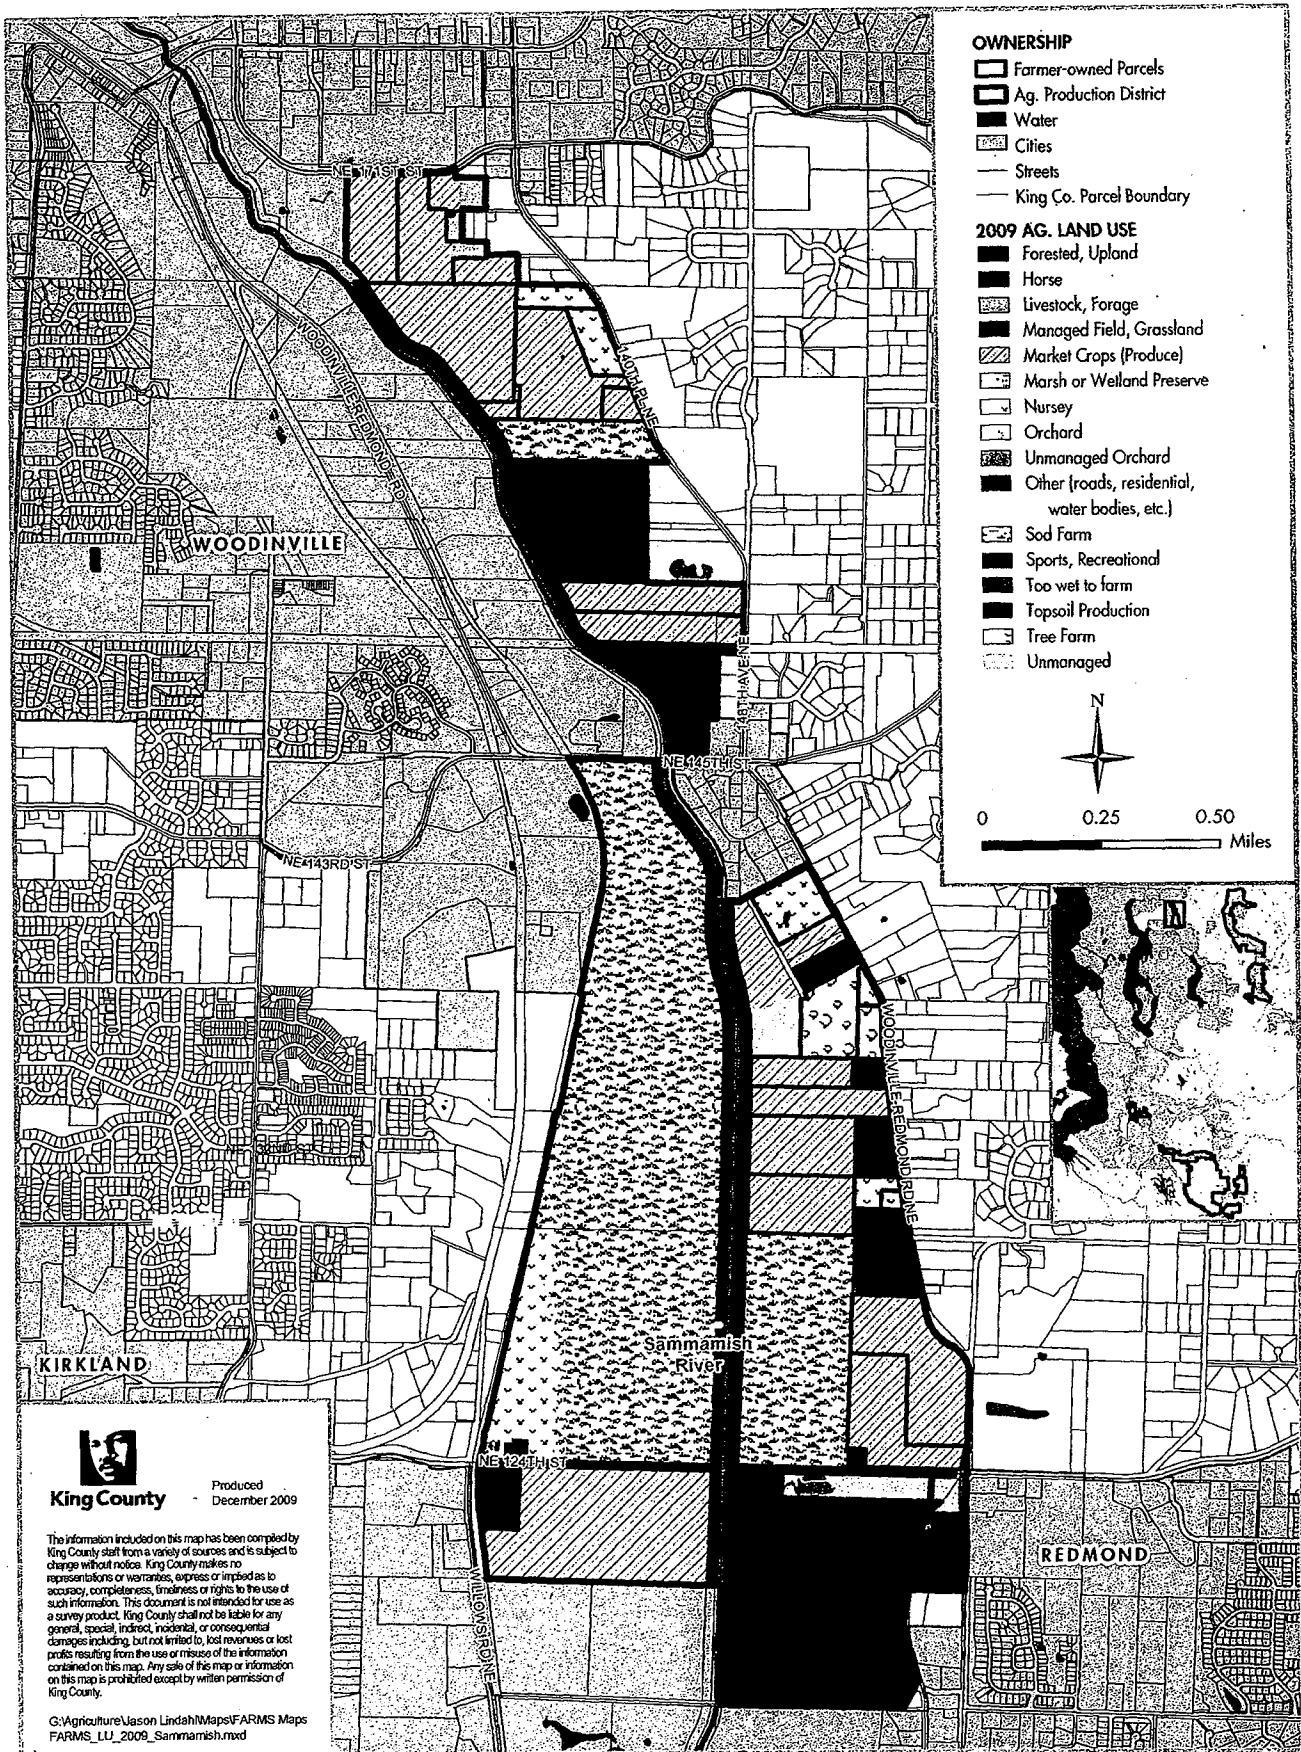 OWNERSHIP
Farmer-owned Parcels
Ag. Production District
Water
Cities
Streets
King Co. Parcel Boundary
2009 AG. LAND USE
Forested, Upland
Horse
Livestock, Forage
Managed Field, Grassland
Market Crops (Produce)
Marsh or Wetland Preserve
Nursey
Orchard
Unmanaged Orchard
Other (roads, residential,
water bodies, etc.)
Sod Farm
Sports, Recreational
Too wet to farm
Topsoil Production
Tree Farm
Unmanaged
N
0 0.25 0.50
Miles
NE 171ST ST
WOODINVILLE REDMOND RD
140TH PL NE
WOODINVILLE
148TH AVE NE
NE 145TH ST
NE 143RD ST
WOODINVILLE REDMOND RD NE
Sammamish
River
KIRKLAND
NE 124TH ST
REDMOND
WILLOWS RD NE
King County
Produced
December 2009
The information included on this map has been compiled by
King County staff from a variety of sources and is subject to
change without notice. King County makes no
representations or warranties, express or implied as to
accuracy, completeness, timeliness or rights to the use of
such information. This document is not intended for use as
a survey product. King County shall not be liable for any
general, special, indirect, incidental, or consequential
damages including, but not limited to, lost revenues or lost
profits resulting from the use or misuse of the information
contained on this map. Any sale of this map or information
on this map is prohibited except by written permission of
King County.
G:\Agriculture\Jason Lindahl\Maps\FARMS Maps
FARMS_LU_2009_Sammamish.mxd